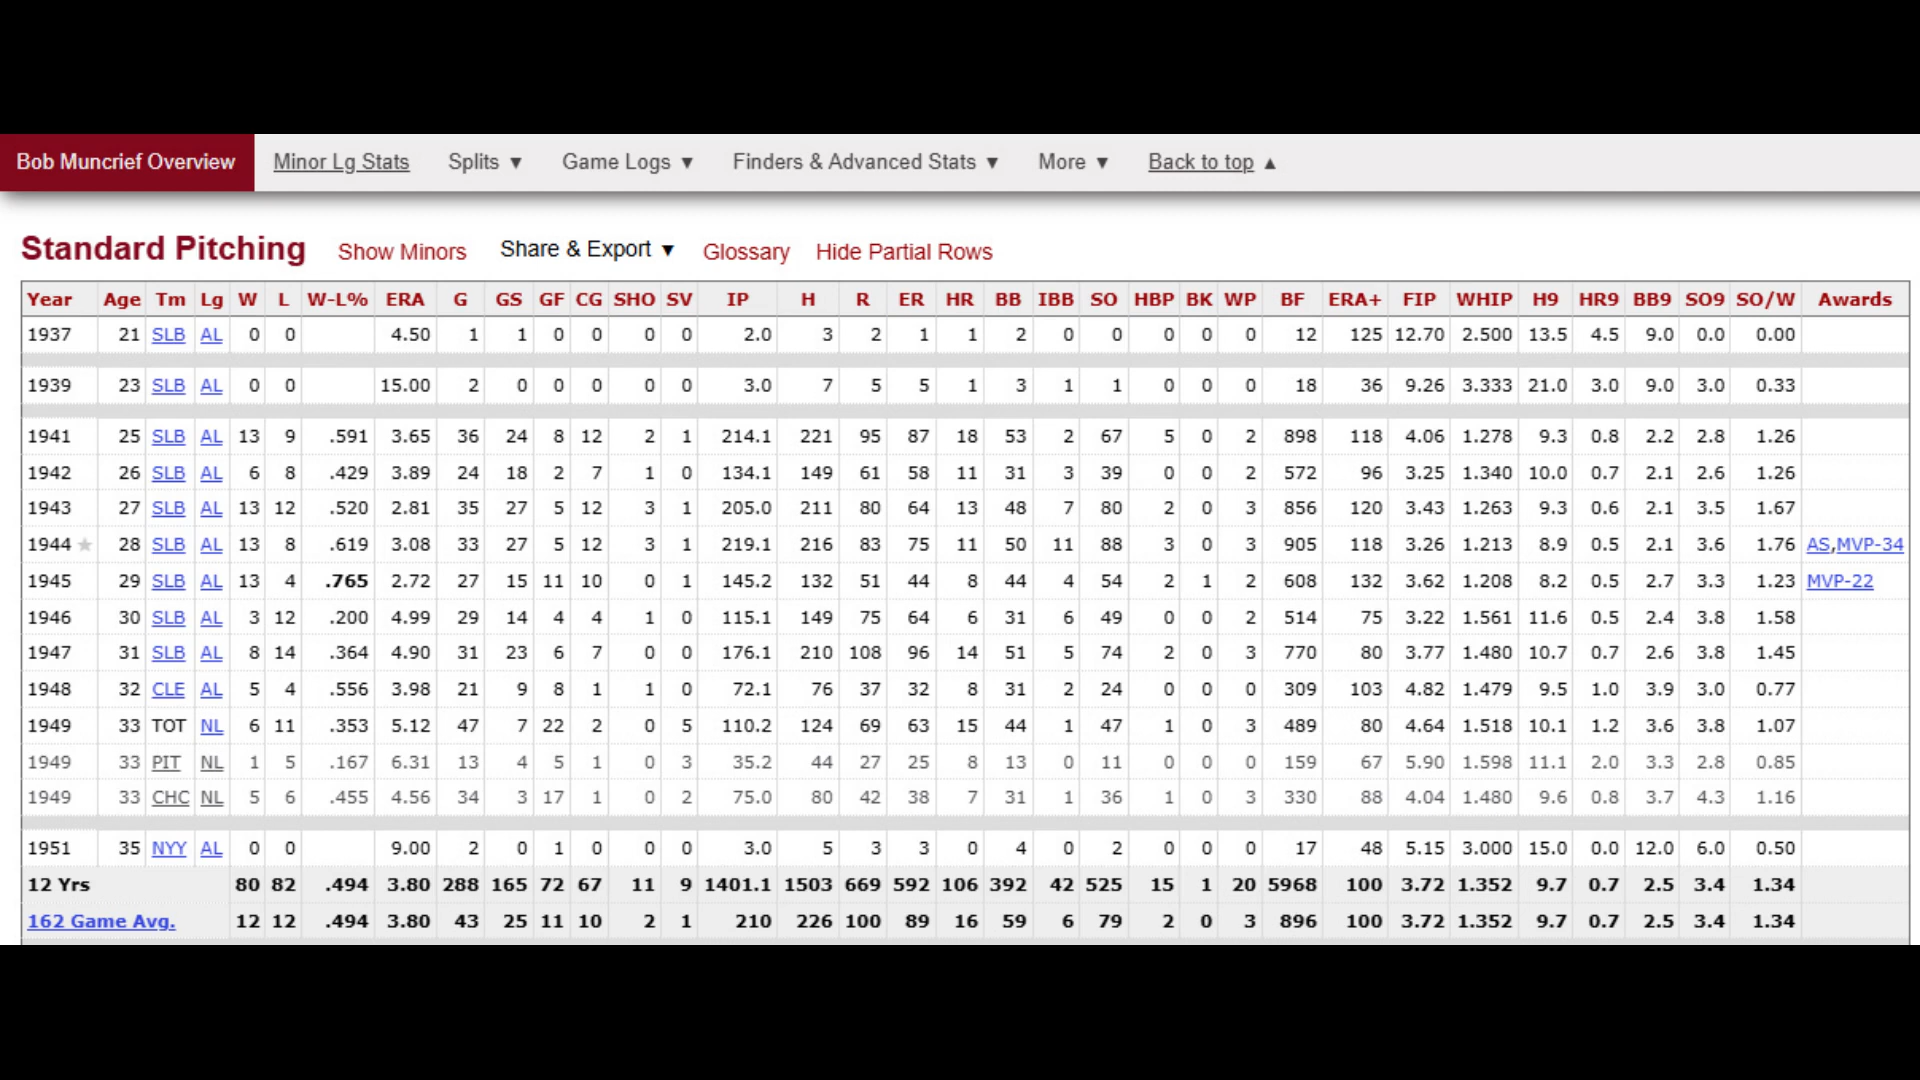 Bob Muncrief Overview Minor Lg Stats Splits ▼ Game Logs ▼ Finders & Advanced Stats ▼ More ▼ Back to top ▲
Standard Pitching Show Minors Share & Export ▼ Glossary Hide Partial Rows
Year Age Tm Lg W L W-L% ERA G GS GF CG SHO SV IP H R ER HR BB IBB SO HBP BK WP BF ERA+ FIP WHIP H9 HR9 BB9 SO9 SO/W Awards
1937 21 SLB AL 0 0 4.50 1 1 0 0 0 0 2.0 3 2 1 1 2 0 0 0 0 0 12 125 12.70 2.500 13.5 4.5 9.0 0.0 0.00
1939 23 SLB AL 0 0 15.00 2 0 0 0 0 0 3.0 7 5 5 1 3 1 1 0 0 0 18 36 9.26 3.333 21.0 3.0 9.0 3.0 0.33
1941 25 SLB AL 13 9 .591 3.65 36 24 8 12 2 1 214.1 221 95 87 18 53 2 67 5 0 2 898 118 4.06 1.278 9.3 0.8 2.2 2.8 1.26
1942 26 SLB AL 6 8 .429 3.89 24 18 2 7 1 0 134.1 149 61 58 11 31 3 39 0 0 2 572 96 3.25 1.340 10.0 0.7 2.1 2.6 1.26
1943 27 SLB AL 13 12 .520 2.81 35 27 5 12 3 1 205.0 211 80 64 13 48 7 80 2 0 3 856 120 3.43 1.263 9.3 0.6 2.1 3.5 1.67
1944 ★ 28 SLB AL 13 8 .619 3.08 33 27 5 12 3 1 219.1 216 83 75 11 50 11 88 3 0 3 905 118 3.26 1.213 8.9 0.5 2.1 3.6 1.76 AS,MVP-34
1945 29 SLB AL 13 4 .765 2.72 27 15 11 10 0 1 145.2 132 51 44 8 44 4 54 2 1 2 608 132 3.62 1.208 8.2 0.5 2.7 3.3 1.23 MVP-22
1946 30 SLB AL 3 12 .200 4.99 29 14 4 4 1 0 115.1 149 75 64 6 31 6 49 0 0 2 514 75 3.22 1.561 11.6 0.5 2.4 3.8 1.58
1947 31 SLB AL 8 14 .364 4.90 31 23 6 7 0 0 176.1 210 108 96 14 51 5 74 2 0 3 770 80 3.77 1.480 10.7 0.7 2.6 3.8 1.45
1948 32 CLE AL 5 4 .556 3.98 21 9 8 1 1 0 72.1 76 37 32 8 31 2 24 0 0 0 309 103 4.82 1.479 9.5 1.0 3.9 3.0 0.77
1949 33 TOT NL 6 11 .353 5.12 47 7 22 2 0 5 110.2 124 69 63 15 44 1 47 1 0 3 489 80 4.64 1.518 10.1 1.2 3.6 3.8 1.07
1949 33 PIT NL 1 5 .167 6.31 13 4 5 1 0 3 35.2 44 27 25 8 13 0 11 0 0 0 159 67 5.90 1.598 11.1 2.0 3.3 2.8 0.85
1949 33 CHC NL 5 6 .455 4.56 34 3 17 1 0 2 75.0 80 42 38 7 31 1 36 1 0 3 330 88 4.04 1.480 9.6 0.8 3.7 4.3 1.16
1951 35 NYY AL 0 0 9.00 2 0 1 0 0 0 3.0 5 3 3 0 4 0 2 0 0 0 17 48 5.15 3.000 15.0 0.0 12.0 6.0 0.50
12 Yrs 80 82 .494 3.80 288 165 72 67 11 9 1401.1 1503 669 592 106 392 42 525 15 1 20 5968 100 3.72 1.352 9.7 0.7 2.5 3.4 1.34
162 Game Avg. 12 12 .494 3.80 43 25 11 10 2 1 210 226 100 89 16 59 6 79 2 0 3 896 100 3.72 1.352 9.7 0.7 2.5 3.4 1.34